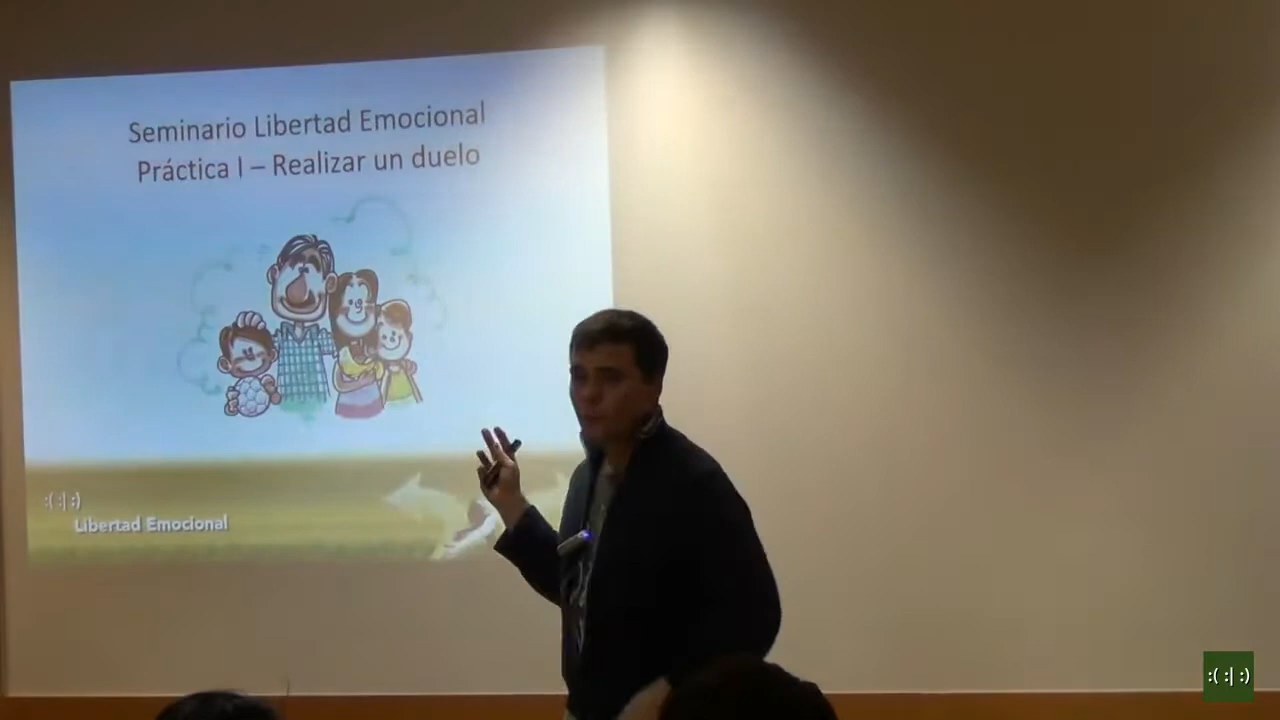 Seminario Libertad Emocional
Práctica I – Realizar un duelo
:( :| :)
Libertad Emocional
:( :| :)